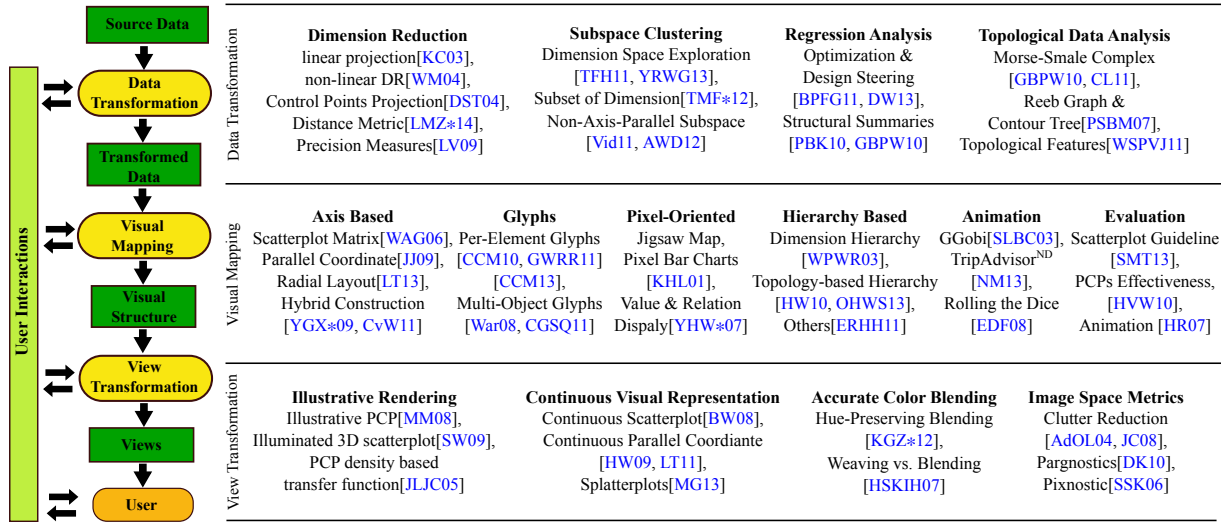 Source Data
Data
Transformation
Transformed
Data
Visual
Mapping
Visual
Structure
View
Transformation
Views
User
User Interactions
Data Transformation
Dimension Reduction
linear projection[KC03],
non-linear DR[WM04],
Control Points Projection[DST04],
Distance Metric[LMZ*14],
Precision Measures[LV09]
Subspace Clustering
Dimension Space Exploration
[TFH11, YRWG13],
Subset of Dimension[TMF*12],
Non-Axis-Parallel Subspace
[Vid11, AWD12]
Regression Analysis
Optimization &
Design Steering
[BPFG11, DW13],
Structural Summaries
[PBK10, GBPW10]
Topological Data Analysis
Morse-Smale Complex
[GBPW10, CL11],
Reeb Graph &
Contour Tree[PSBM07],
Topological Features[WSPVJ11]
Visual Mapping
Axis Based
Scatterplot Matrix[WAG06],
Parallel Coordinate[JJ09],
Radial Layout[LT13],
Hybrid Construction
[YGX*09, CvW11],
Glyphs
Per-Element Glyphs
[CCM10, GWRR11]
[CCM13],
Multi-Object Glyphs
[War08, CGSQ11]
Pixel-Oriented
Jigsaw Map,
Pixel Bar Charts
[KHL01],
Value & Relation
Dispaly[YHW*07]
Hierarchy Based
Dimension Hierarchy
[WPWR03],
Topology-based Hierarchy
[HW10, OHWS13],
Others[ERHH11]
Animation
GGobi[SLBC03],
TripAdvisorND
[NM13],
Rolling the Dice
[EDF08]
Evaluation
Scatterplot Guideline
[SMT13],
PCPs Effectiveness,
[HVW10],
Animation [HR07]
View Transformation
Illustrative Rendering
Illustrative PCP[MM08],
Illuminated 3D scatterplot[SW09],
PCP density based
transfer function[JLJC05]
Continuous Visual Representation
Continuous Scatterplot[BW08],
Continuous Parallel Coordiante
[HW09, LT11],
Splatterplots[MG13]
Accurate Color Blending
Hue-Preserving Blending
[KGZ*12],
Weaving vs. Blending
[HSKIH07]
Image Space Metrics
Clutter Reduction
[AdOL04, JC08],
Pargnostics[DK10],
Pixnostic[SSK06]